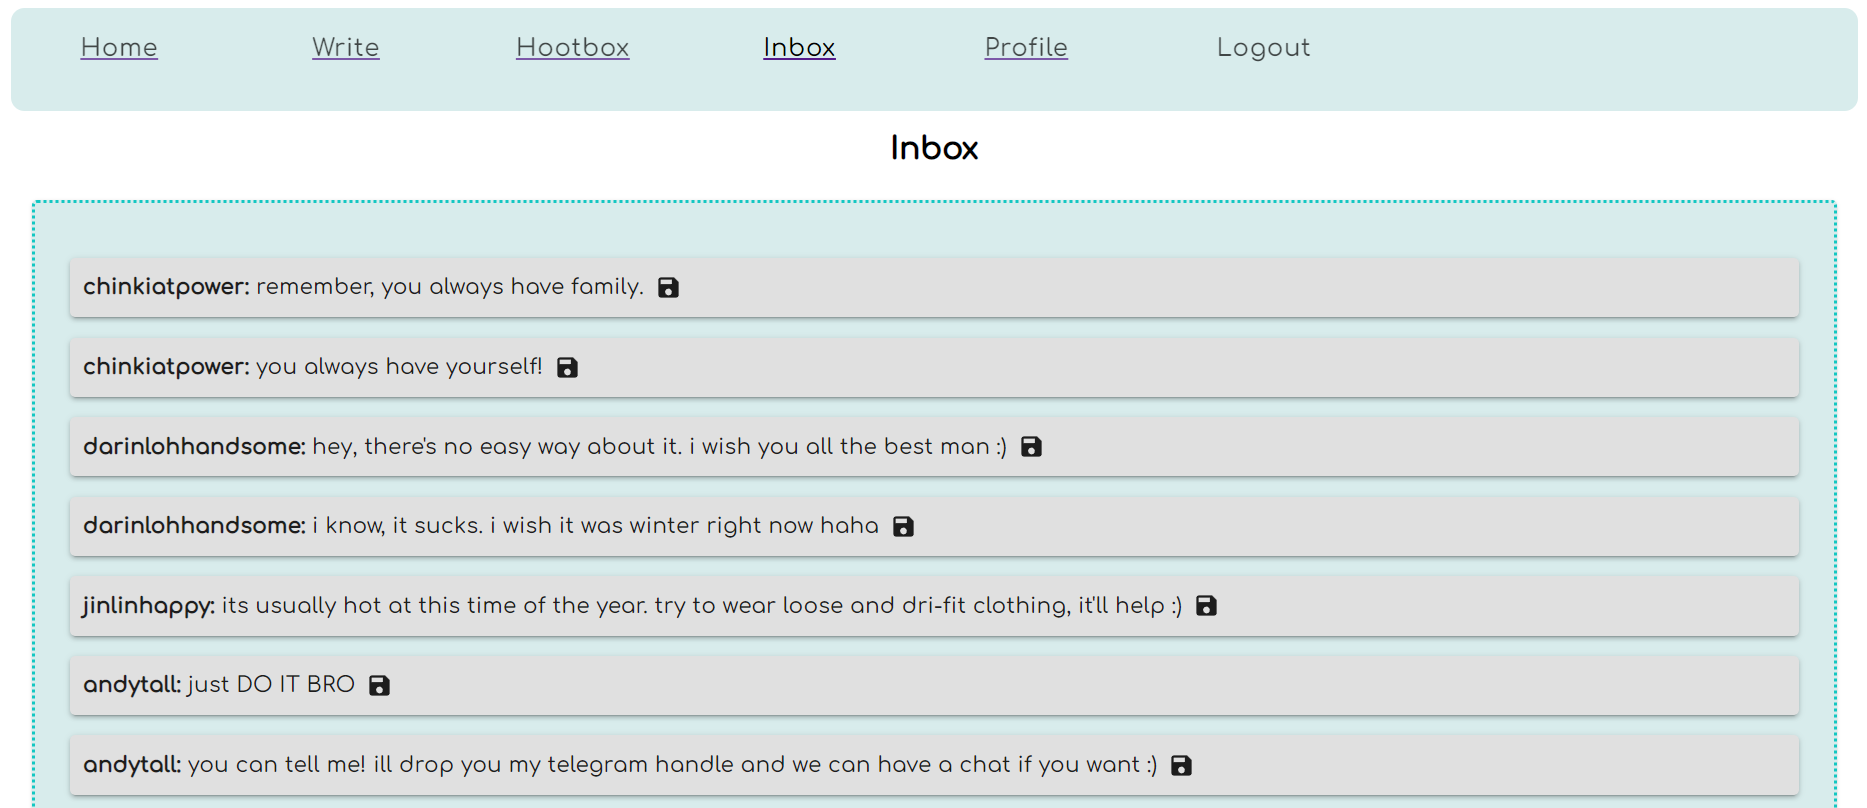 Home Write Hootbox Inbox Profile Logout
Inbox
chinkiatpower: remember, you always have family.
chinkiatpower: you always have yourself!
darinlohhandsome: hey, there's no easy way about it. i wish you all the best man :)
darinlohhandsome: i know, it sucks. i wish it was winter right now haha
jinlinhappy: its usually hot at this time of the year. try to wear loose and dri-fit clothing, it'll help :)
andytall: just DO IT BRO
andytall: you can tell me! ill drop you my telegram handle and we can have a chat if you want :)